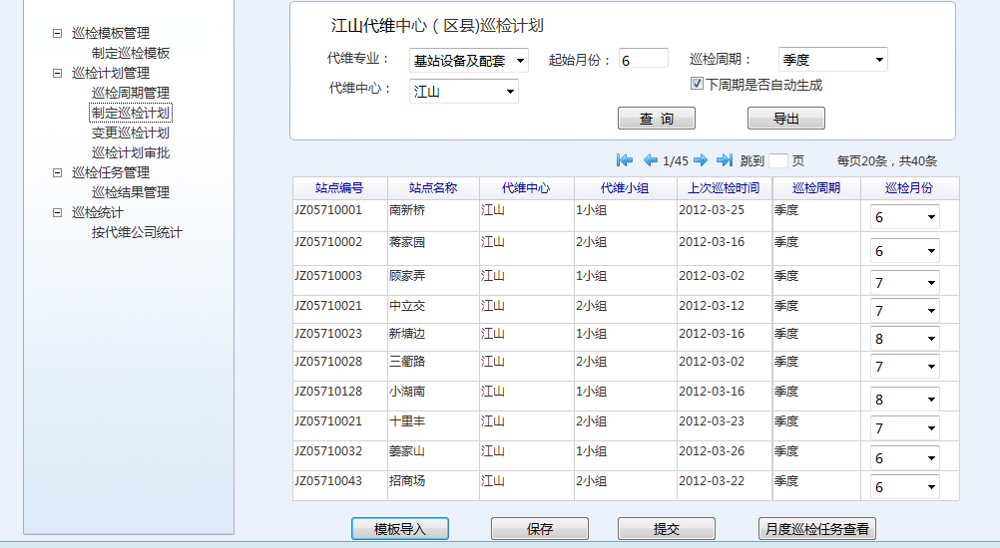 巡检模板管理
制定巡检模板
巡检计划管理
巡检周期管理
制定巡检计划
变更巡检计划
巡检计划审批
巡检任务管理
巡检结果管理
巡检统计
按代维公司统计
江山代维中心（区县)巡检计划
代维专业： 基站设备及配套 起始月份： 6 巡检周期： 季度
代维中心： 江山 下周期是否自动生成
查 询 导出
1/45 跳到 页 每页20条，共40条
站点编号 站点名称 代维中心 代维小组 上次巡检时间 巡检周期 巡检月份
JZ05710001 南新桥 江山 1小组 2012-03-25 季度 6
JZ05710002 蒋家园 江山 2小组 2012-03-16 季度 6
JZ05710003 顾家弄 江山 1小组 2012-03-02 季度 7
JZ05710021 中立交 江山 2小组 2012-03-12 季度 7
JZ05710023 新塘边 江山 1小组 2012-03-16 季度 8
JZ05710028 三衢路 江山 2小组 2012-03-02 季度 7
JZ05710128 小湖南 江山 1小组 2012-03-16 季度 8
JZ05710021 十里丰 江山 2小组 2012-03-23 季度 7
JZ05710032 姜家山 江山 1小组 2012-03-26 季度 6
JZ05710043 招商场 江山 2小组 2012-03-22 季度 6
模板导入 保存 提交 月度巡检任务查看